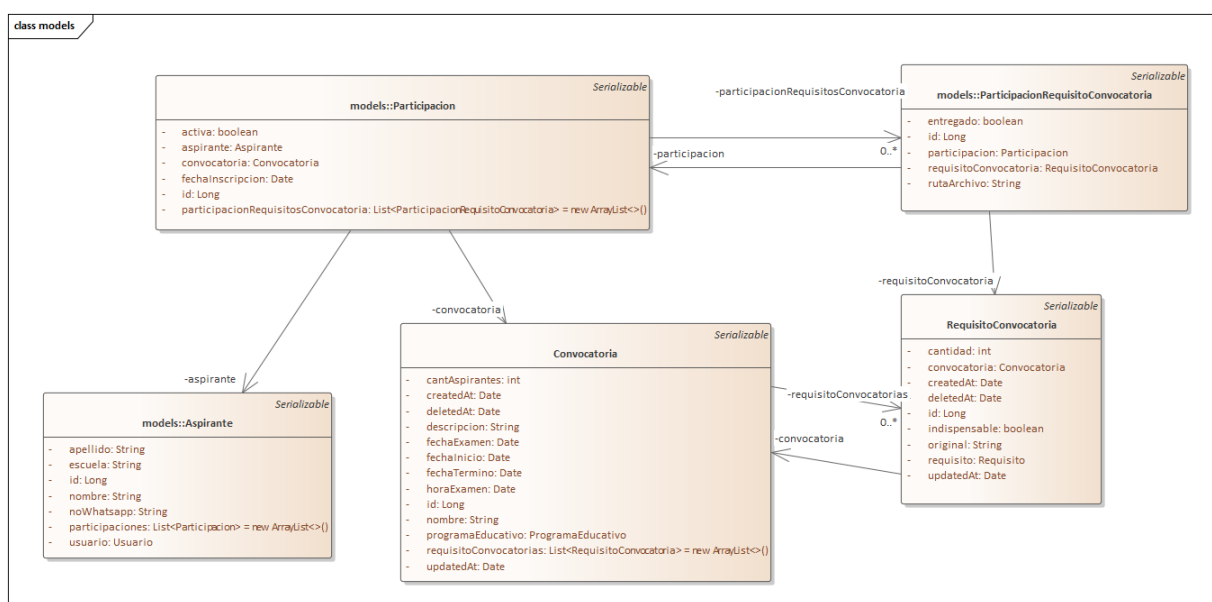 class models
Serializable
models::Participacion
- activa: boolean
- aspirante: Aspirante
- convocatoria: Convocatoria
- fechaInscripcion: Date
- id: Long
- participacionRequisitosConvocatoria: List<ParticipacionRequisitoConvocatoria> = new ArrayList<>()
-participacionRequisitosConvocatoria
0..*
-participacion
Serializable
models::ParticipacionRequisitoConvocatoria
- entregado: boolean
- id: Long
- participacion: Participacion
- requisitoConvocatoria: RequisitoConvocatoria
- rutaArchivo: String
-requisitoConvocatoria
-convocatoria
-aspirante
Serializable
models::Aspirante
- apellido: String
- escuela: String
- id: Long
- nombre: String
- noWhatsapp: String
- participaciones: List<Participacion> = new ArrayList<>()
- usuario: Usuario
Serializable
Convocatoria
- cantAspirantes: int
- createdAt: Date
- deletedAt: Date
- descripcion: String
- fechaExamen: Date
- fechaInicio: Date
- fechaTermino: Date
- horaExamen: Date
- id: Long
- nombre: String
- programaEducativo: ProgramaEducativo
- requisitoConvocatorias: List<RequisitoConvocatoria> = new ArrayList<>()
- updatedAt: Date
-requisitoConvocatorias
0..*
-convocatoria
Serializable
RequisitoConvocatoria
- cantidad: int
- convocatoria: Convocatoria
- createdAt: Date
- deletedAt: Date
- id: Long
- indispensable: boolean
- original: String
- requisito: Requisito
- updatedAt: Date